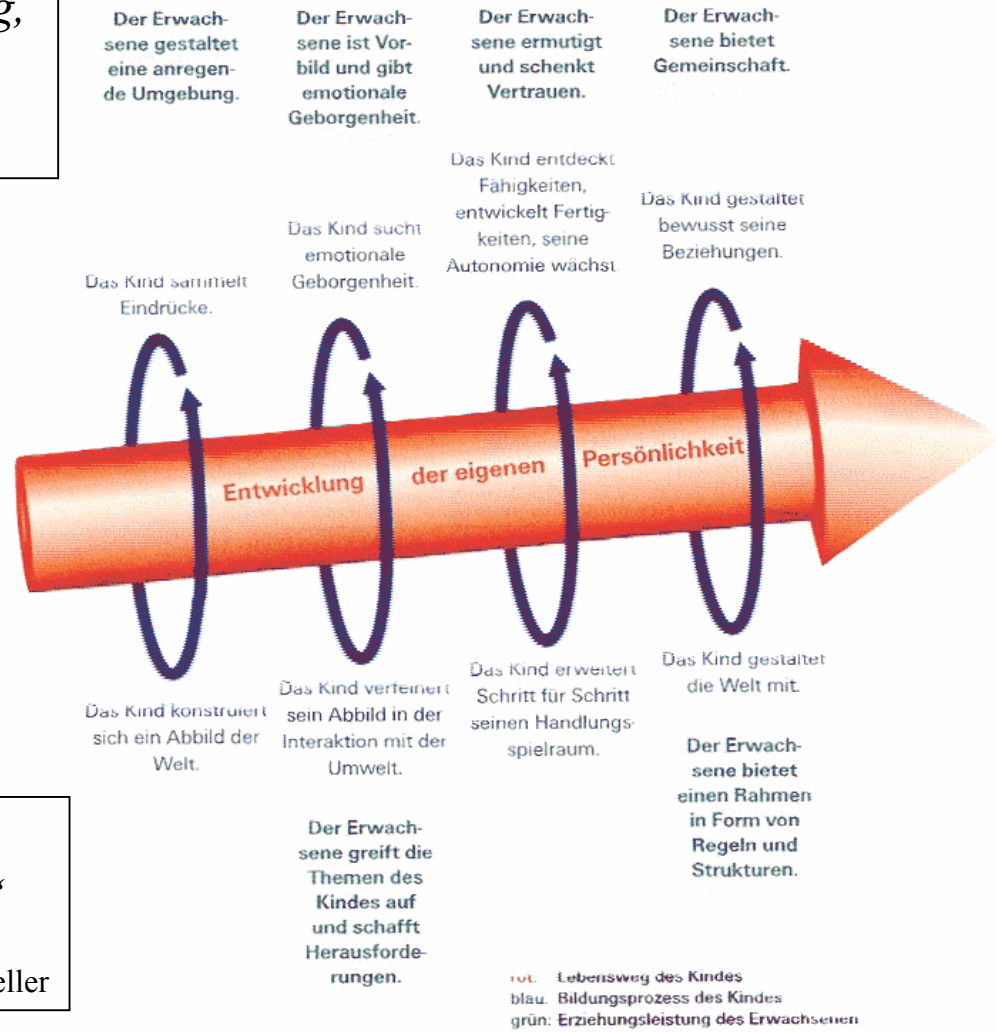 g,
Der Erwach-
sene gestaltet
eine anregen-
de Umgebung.
Der Erwach-
sene ist Vor-
bild und gibt
emotionale
Geborgenheit.
Der Erwach-
sene ermutigt
und schenkt
Vertrauen.
Der Erwach-
sene bietet
Gemeinschaft.
Das Kind sammelt
Eindrücke.
Das Kind sucht
emotionale
Geborgenheit.
Das Kind entdeckt
Fähigkeiten,
entwickelt Fertig-
keiten, seine
Autonomie wächst
Das Kind gestaltet
bewusst seine
Beziehungen.
Entwicklung der eigenen Persönlichkeit
Das Kind konstruiert
sich ein Abbild der
Welt.
Das Kind verfeinert
sein Abbild in der
Interaktion mit der
Umwelt.
Das Kind erweitert
Schritt für Schritt
seinen Handlungs-
spielraum.
Das Kind gestaltet
die Welt mit.
Der Erwach-
sene greift die
Themen des
Kindes auf
und schafft
Herausforde-
rungen.
Der Erwach-
sene bietet
einen Rahmen
in Form von
Regeln und
Strukturen.
“
eller
rot: Lebensweg des Kindes
blau: Bildungsprozess des Kindes
grün: Erziehungsleistung des Erwachsenen